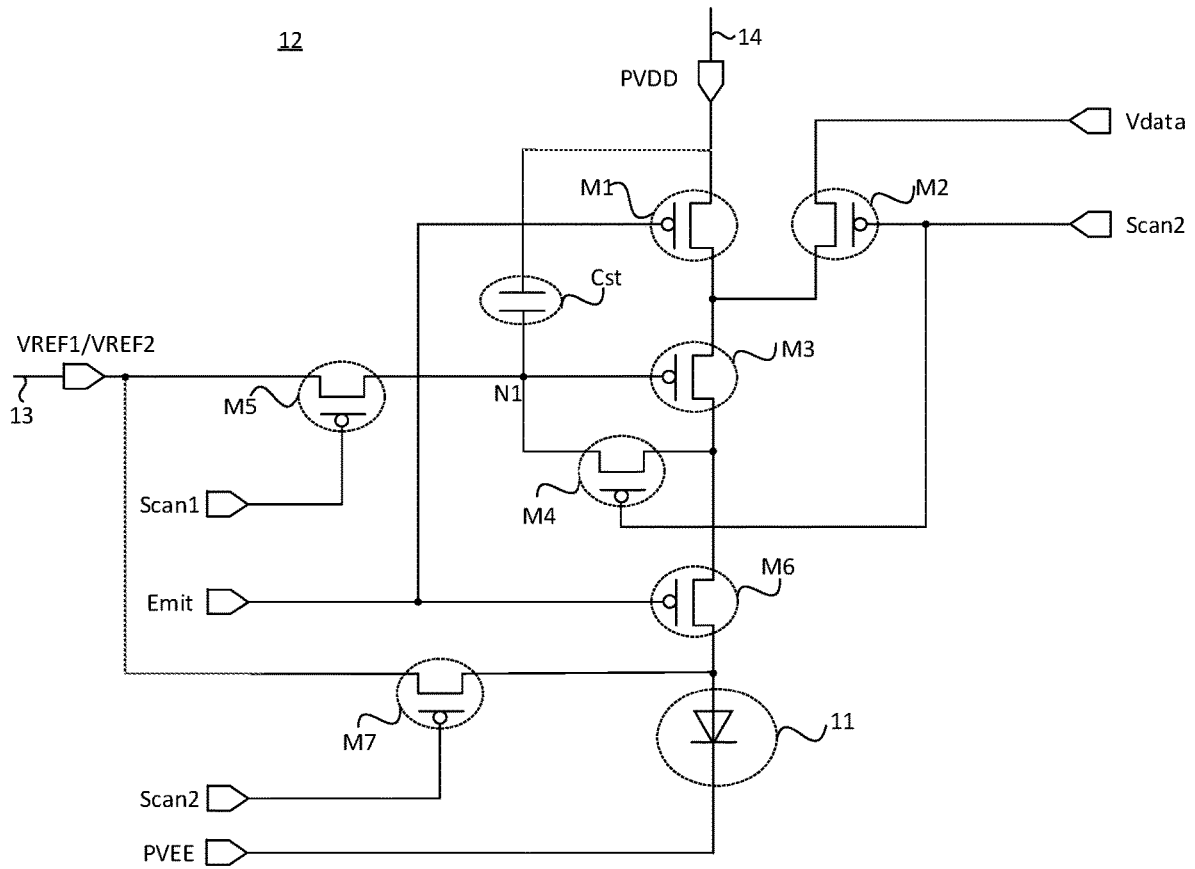 12
14
PVDD
Vdata
M1
M2
Scan2
Cst
VREF1/VREF2
M3
13
M5
N1
Scan1
M4
M6
Emit
M7
11
Scan2
PVEE